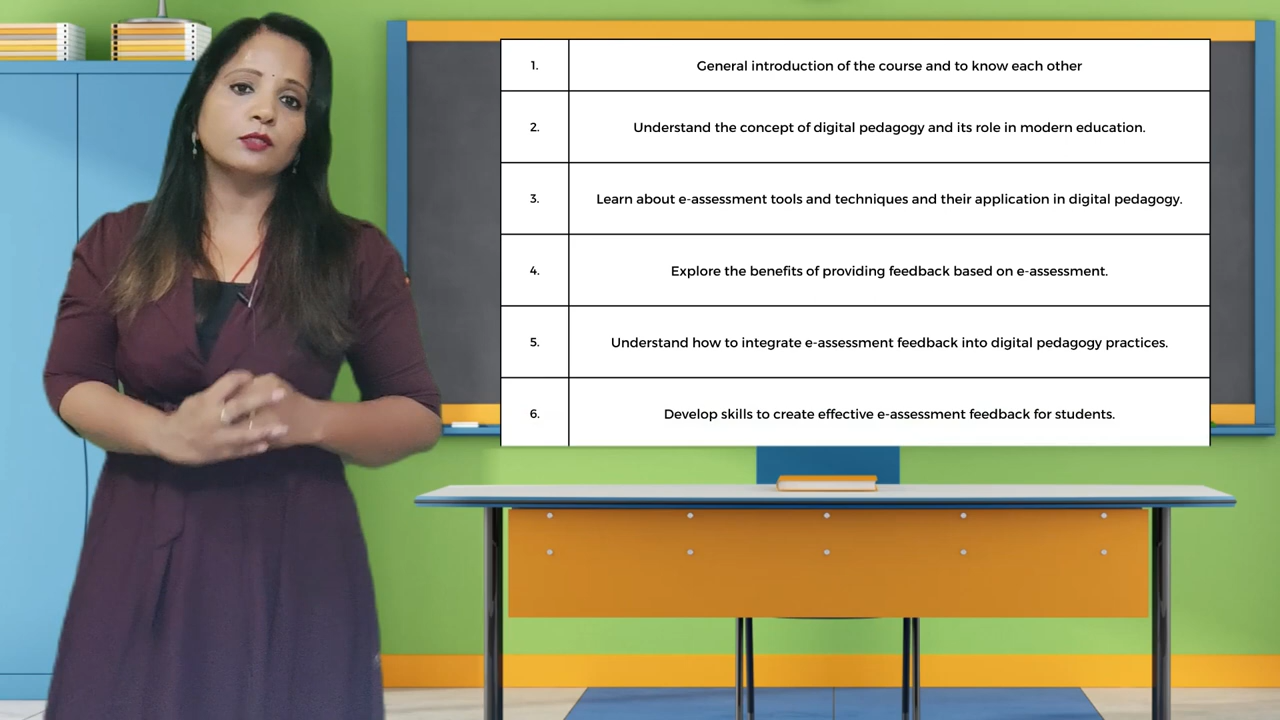 1. General introduction of the course and to know each other
2. Understand the concept of digital pedagogy and its role in modern education.
3. Learn about e-assessment tools and techniques and their application in digital pedagogy.
4. Explore the benefits of providing feedback based on e-assessment.
5. Understand how to integrate e-assessment feedback into digital pedagogy practices.
6. Develop skills to create effective e-assessment feedback for students.